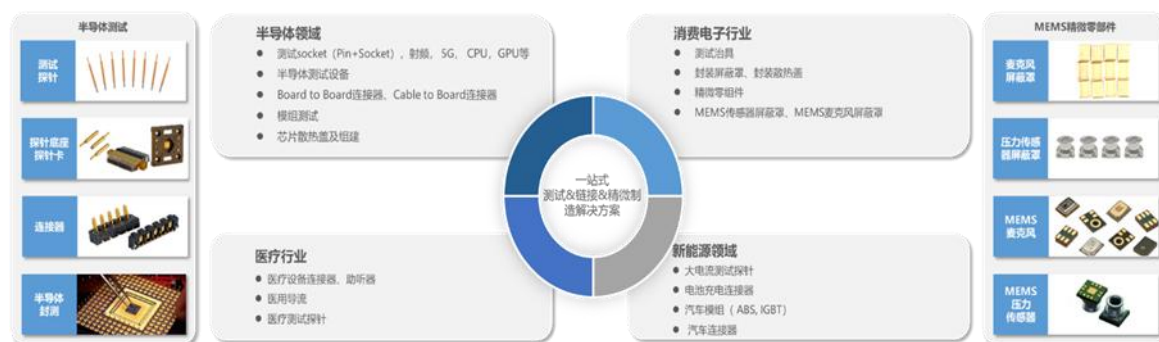 半导体测试
测试
探针
探针底座
探针卡
连接器
半导体
封测
半导体领域
● 测试socket（Pin+Socket），射频，5G，CPU，GPU等
● 半导体测试设备
● Board to Board连接器、Cable to Board连接器
● 模组测试
● 芯片散热盖及组建
消费电子行业
● 测试治具
● 封装屏蔽罩、封装散热盖
● 精微零组件
● MEMS传感器屏蔽罩、MEMS麦克风屏蔽罩
一站式
测试&链接&精微制
造解决方案
医疗行业
● 医疗设备连接器、助听器
● 医用导流
● 医疗测试探针
新能源领域
● 大电流测试探针
● 电池充电连接器
● 汽车模组（ ABS, IGBT）
● 汽车连接器
MEMS精微零部件
麦克风
屏蔽罩
压力传感
器屏蔽罩
MEMS
麦克风
MEMS
压力
传感器